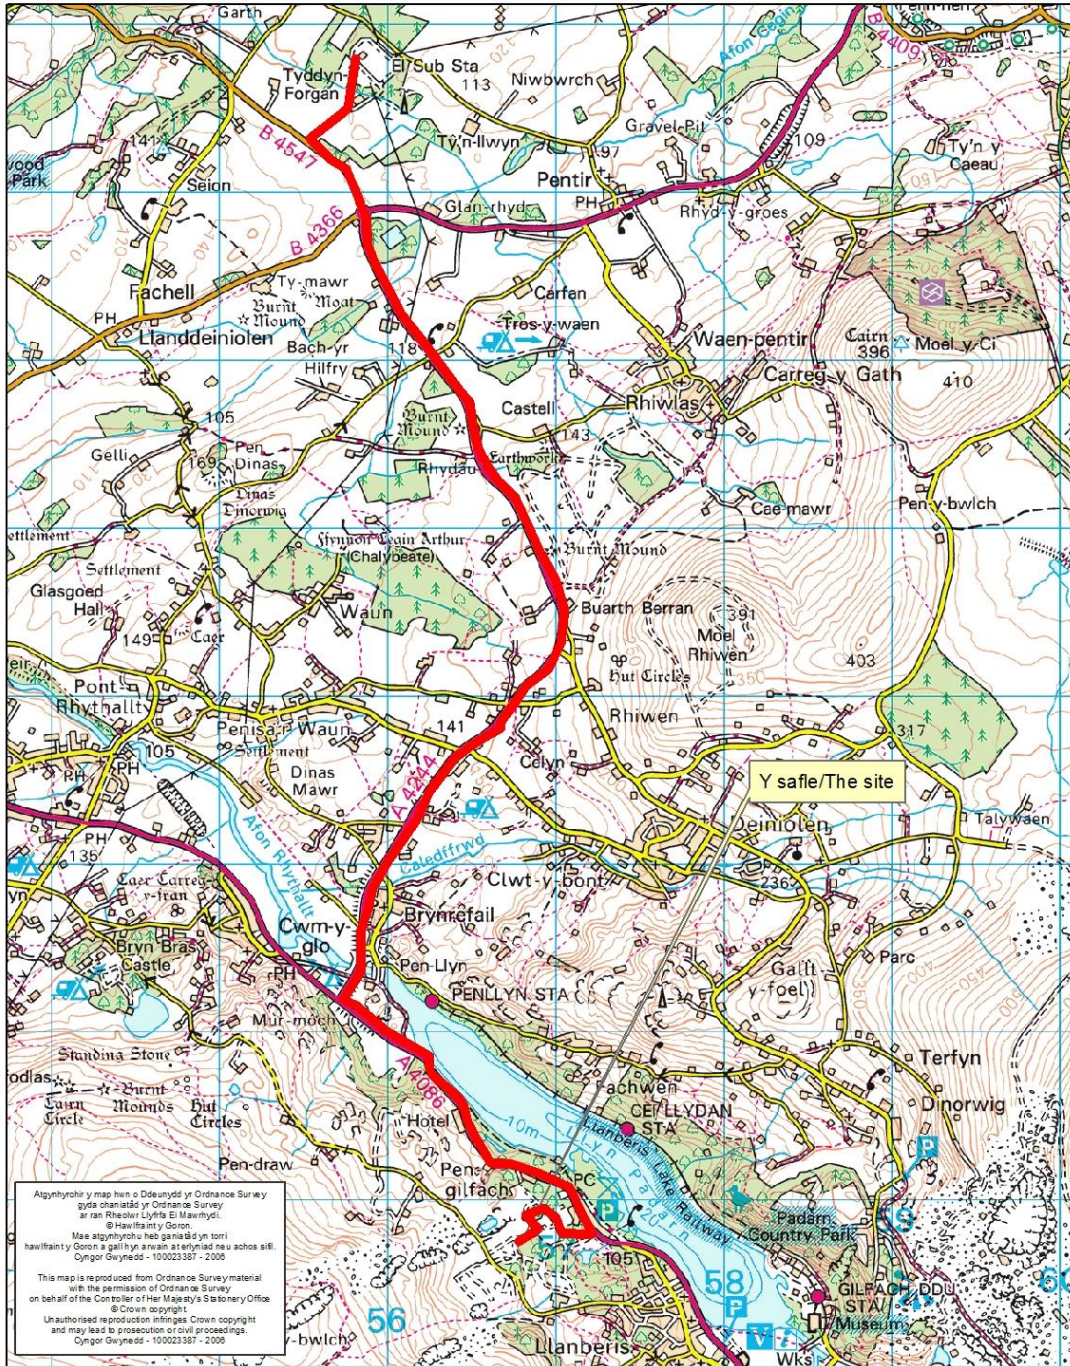 Garth
B 4409
Afon Cegin
120
El Sub Sta
Tyddyn-
Forgan
113
Niwbwrch
B 4547
141
Gravel Pit
109
Ty'n-llwyn
97
Ty'n y
Caeau
Park
Seion
Pentir
PH
Rhyd-y-groes
Glan-rhyd
B 4366
Fachell
Ty-mawr
Moat
Burnt
Mound
Carfan
PH
Llanddeiniolen
Bach-yr
Hilfry
118
Tros-y-waen
Waen-pentir
Cairn
396
Moel y-Ci
Carreg y Gath
410
Rhiwlas
Castell
143
Burnt
Mound
105
Gelli
Pen
Dinas
169
Dinas
Dinorwig
Rhydau
Earthwork
Cae mawr
Pen-y-bwlch
Ffynnon Cegin Arthur
(Chalybeate)
Burnt Mound
Settlement
Glasgoed
Hall
Waun
Caer
149
Buarth Berran
391
Moel
Rhiwen
403
350
Hut Circles
Pont-
Rhythallt
Rhiwen
141
Penisa'r Waun
317
105
Settlement
PH
PH
Dinas
Mawr
Celyn
A 4244
Y safle/The site
Deiniolen
Talywaen
PH
135
Afon Rhythallt
Caledffrwd
Caer Carreg-
y-fran
Clwt-y-bont
236
Bryn Bras
Castle
Cwm-y-
glo
Brynrefail
PH
Pen-Llyn
Parc
Gallt
y-foel
PENLLYN STA
Mur-moch
Standing Stone
A 4086
Terfyn
Burnt
Mounds
Cairn
Circle
Hut
Circles
Fachwen
CEI LLYDAN
STA
Dinorwig
Hotel
10m
Llyn Padarn
Llanberis Lake Railway
P
Pen-draw
Pen-
gilfach
PC
P
20
Padarn
Country Park
105
56
57
58
60
GILFACH DDU
STA
Museum
P
V
i
Llanberis
Wks
y-bwlch
Atgynhyrchir y map hwn o Ddeunydd yr Ordnance Survey
gyda chaniatâd yr Ordnance Survey
ar ran Rheolwr Llyfrfa Ei Mawrhydi.
© Hawlfraint y Goron.
Mae atgynhyrchu heb ganiatâd yn torri
hawlfraint y Goron a gall hyn arwain at erlyniad neu achos sifil.
Cyngor Gwynedd - 100023387 - 2006
This map is reproduced from Ordnance Survey material
with the permission of Ordnance Survey
on behalf of the Controller of Her Majesty's Stationery Office
© Crown copyright.
Unauthorised reproduction infringes Crown copyright
and may lead to prosecution or civil proceedings.
Cyngor Gwynedd - 100023387 - 2006